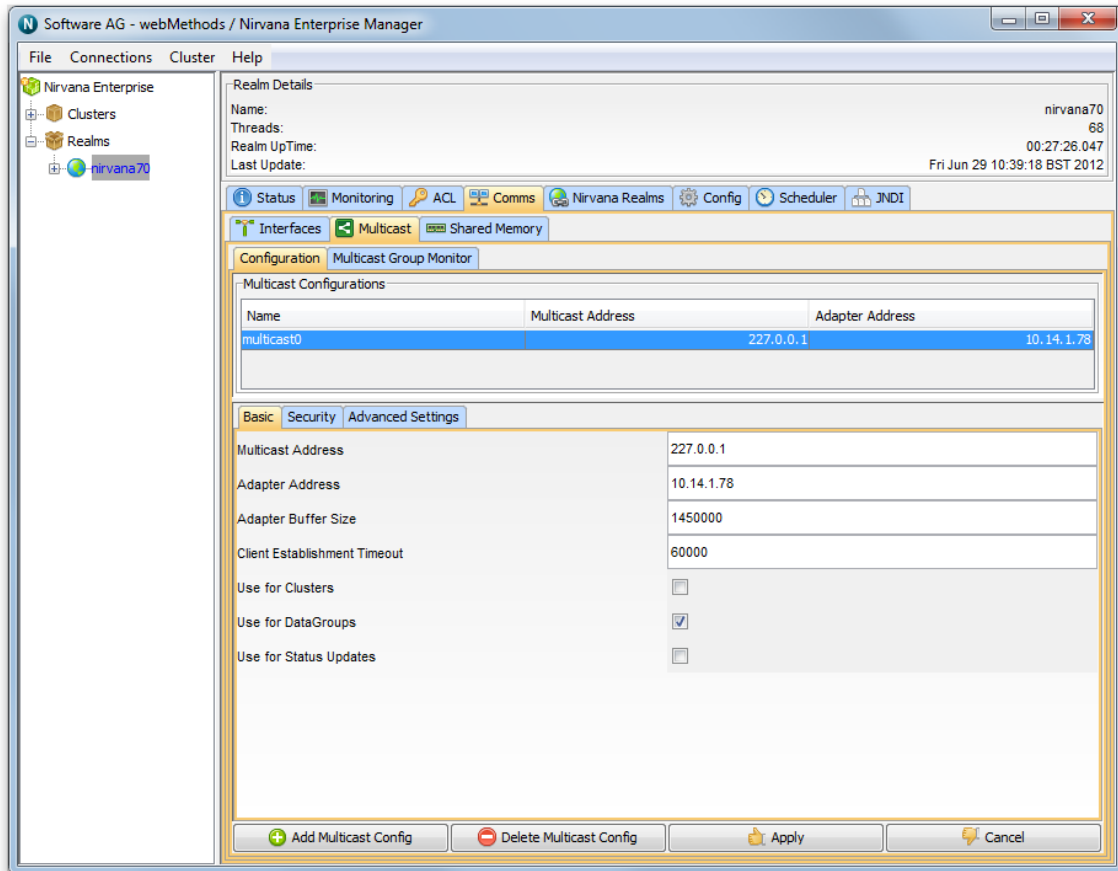 Software AG - webMethods / Nirvana Enterprise Manager
File Connections Cluster Help
Nirvana Enterprise
Clusters
Realms
nirvana70
Realm Details
Name: nirvana70
Threads: 68
Realm UpTime: 00:27:26.047
Last Update: Fri Jun 29 10:39:18 BST 2012
Status Monitoring ACL Comms Nirvana Realms Config Scheduler JNDI
Interfaces Multicast Shared Memory
Configuration Multicast Group Monitor
Multicast Configurations
Name Multicast Address Adapter Address
multicast0 227.0.0.1 10.14.1.78
Basic Security Advanced Settings
Multicast Address 227.0.0.1
Adapter Address 10.14.1.78
Adapter Buffer Size 1450000
Client Establishment Timeout 60000
Use for Clusters
Use for DataGroups
Use for Status Updates
Add Multicast Config Delete Multicast Config Apply Cancel